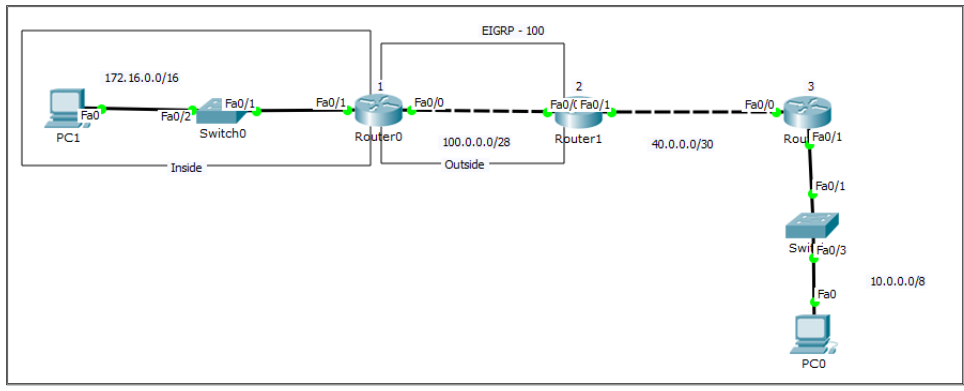 EIGRP - 100
172.16.0.0/16
1
2
3
Fa0
Fa0/2
Fa0/1
Fa0/1
Fa0/0
Fa0/1
Fa0/0
PC1
Switch0
Router0
Router1
100.0.0.0/28
40.0.0.0/30
Inside
Outside
Fa0/1
Fa0/1
Fa0/3
10.0.0.0/8
Fa0
PC0